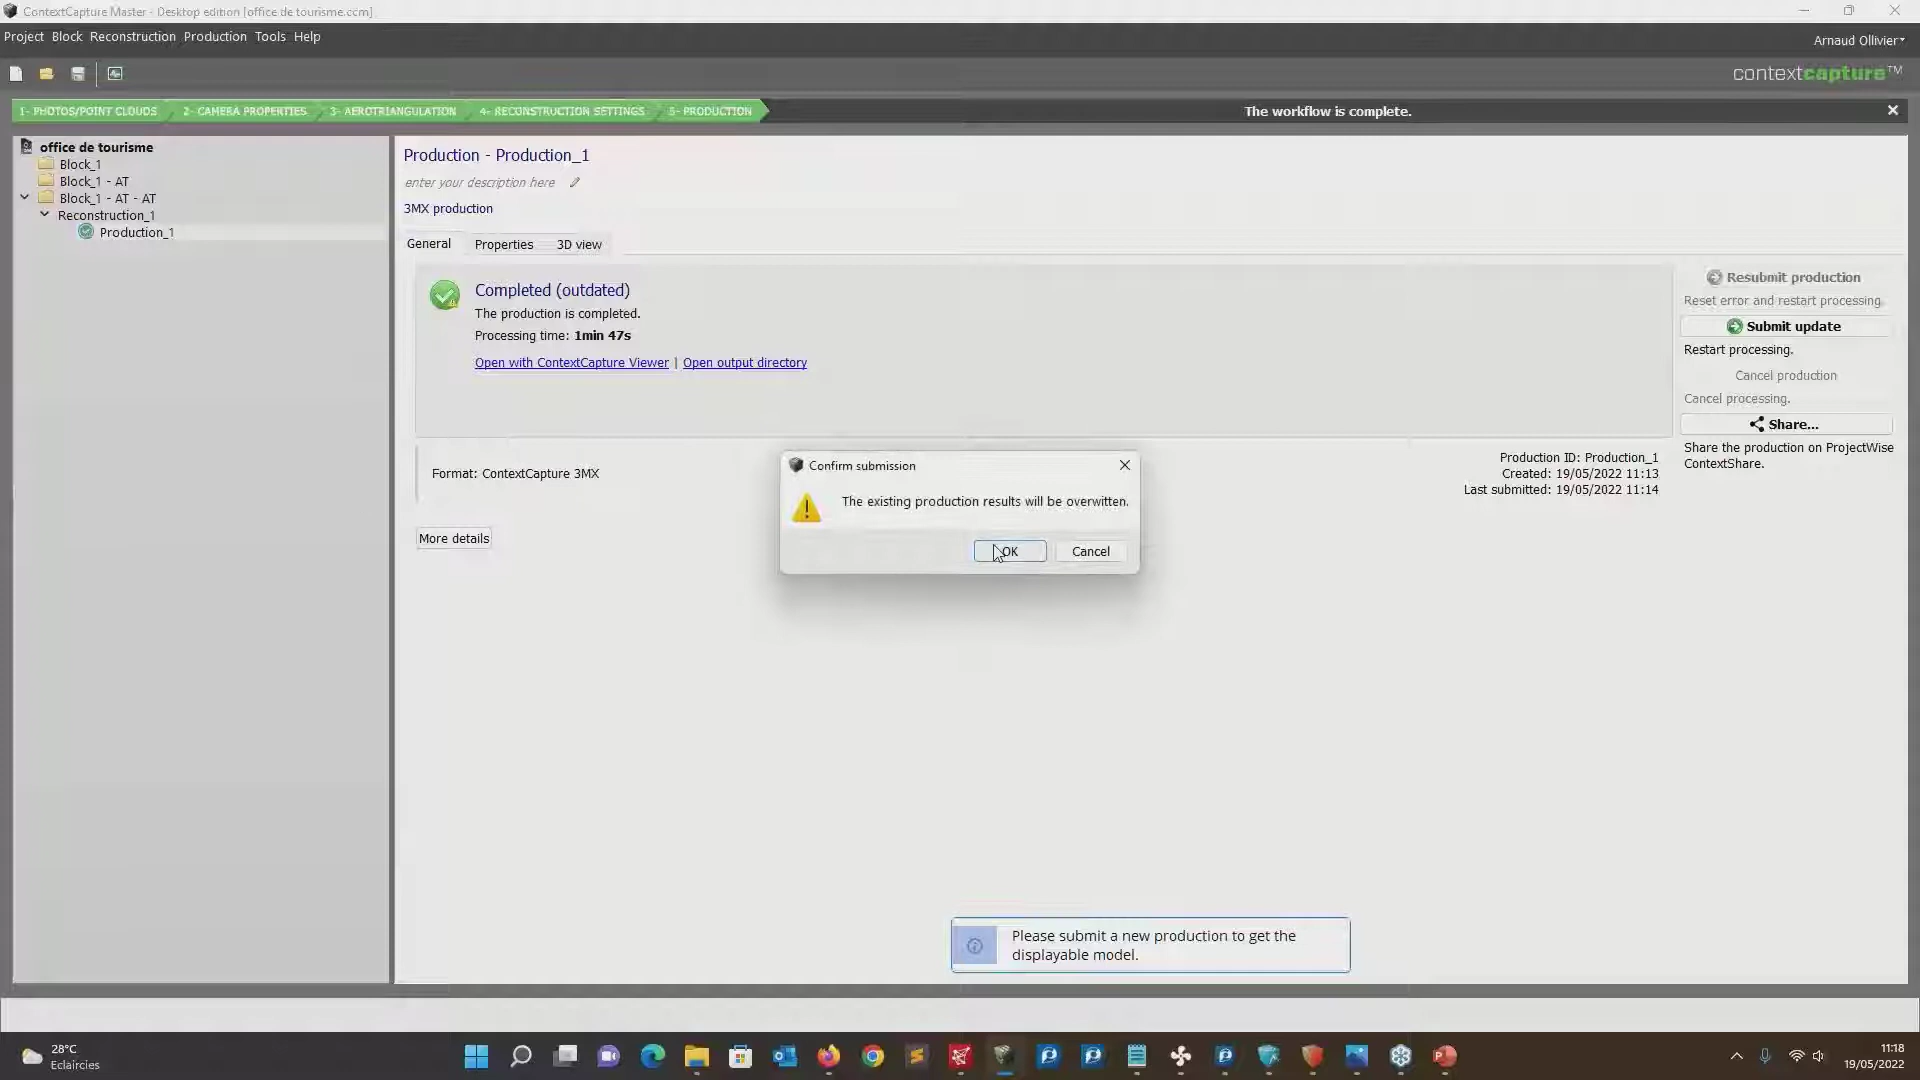 ContextCapture Master - Desktop edition [office de tourisme.ccm]
Project Block Reconstruction Production Tools Help
Arnaud Ollivier
contextcapture™
1- PHOTOS/POINT CLOUDS 2- CAMERA PROPERTIES 3- AEROTRIANGULATION 4- RECONSTRUCTION SETTINGS 5- PRODUCTION
The workflow is complete.
office de tourisme
Block_1
Block_1 - AT
Block_1 - AT - AT
Reconstruction_1
Production_1
Production - Production_1
enter your description here
3MX production
General Properties 3D view
Completed (outdated)
The production is completed.
Processing time: 1min 47s
Open with ContextCapture Viewer | Open output directory
Resubmit production
Reset error and restart processing.
Submit update
Restart processing.
Cancel production
Cancel processing.
Share...
Share the production on ProjectWise
ContextShare.
Format: ContextCapture 3MX
Production ID: Production_1
Created: 19/05/2022 11:13
Last submitted: 19/05/2022 11:14
More details
Confirm submission
The existing production results will be overwitten.
OK Cancel
Please submit a new production to get the
displayable model.
28°C
Eclaircies
11:18
19/05/2022